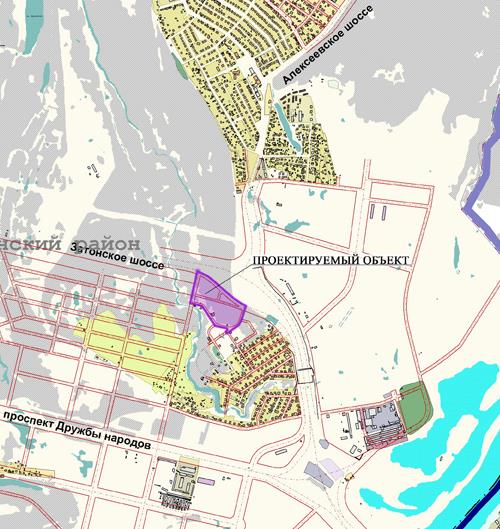 Алексеевское шоссе
нский район
Затонское шоссе
ПРОЕКТИРУЕМЫЙ ОБЪЕКТ
проспект Дружбы народов